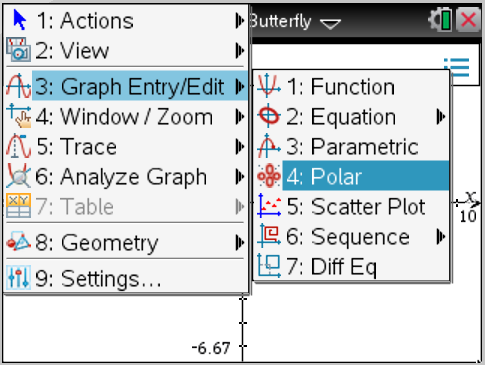 Butterfly
1: Actions
2: View
3: Graph Entry/Edit
4: Window / Zoom
5: Trace
6: Analyze Graph
7: Table
8: Geometry
9: Settings...
1: Function
2: Equation
3: Parametric
4: Polar
5: Scatter Plot
6: Sequence
7: Diff Eq
x
10
-6.67